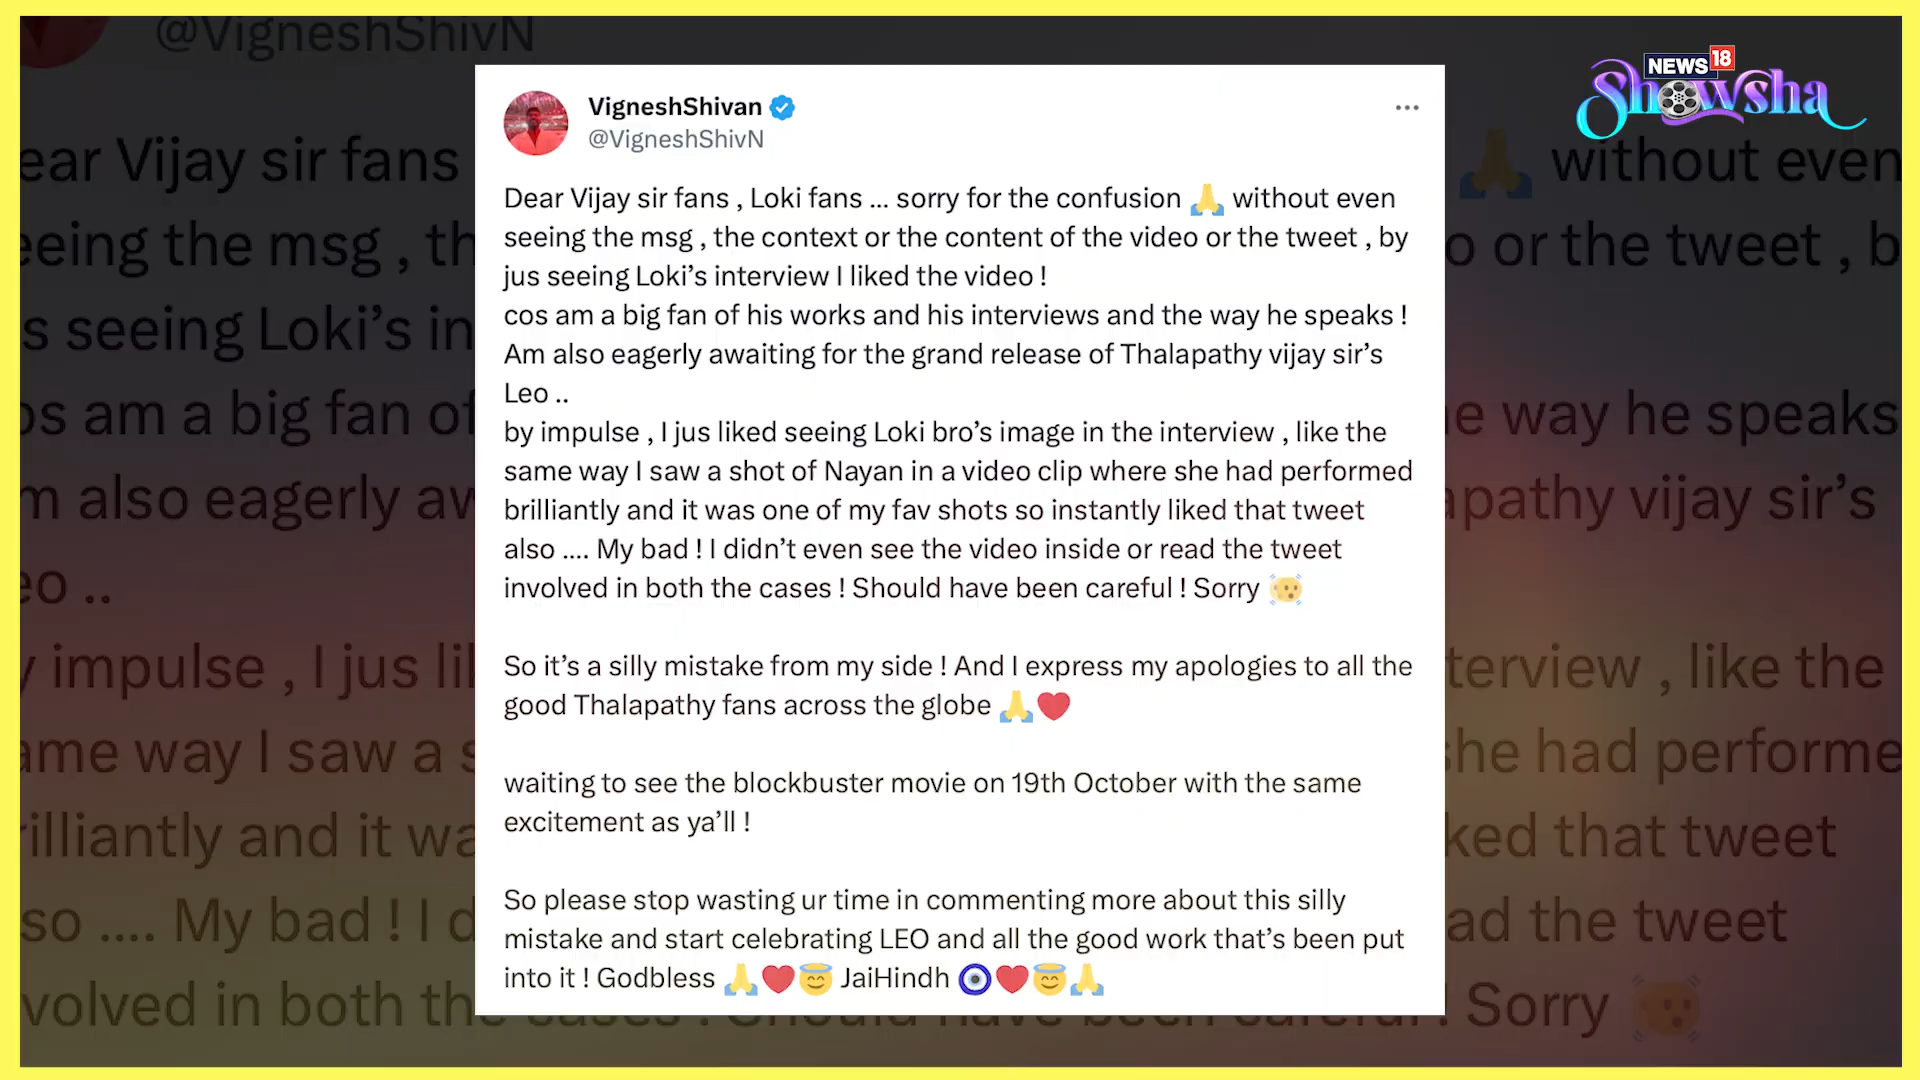 NEWS 18
Showsha
VigneshShivan
@VigneshShivN
Dear Vijay sir fans , Loki fans ... sorry for the confusion 🙏 without even
seeing the msg , the context or the content of the video or the tweet , by
jus seeing Loki’s interview I liked the video !
cos am a big fan of his works and his interviews and the way he speaks !
Am also eagerly awaiting for the grand release of Thalapathy vijay sir’s
Leo ..
by impulse , I jus liked seeing Loki bro’s image in the interview , like the
same way I saw a shot of Nayan in a video clip where she had performed
brilliantly and it was one of my fav shots so instantly liked that tweet
also .... My bad ! I didn’t even see the video inside or read the tweet
involved in both the cases ! Should have been careful ! Sorry 🫨
So it’s a silly mistake from my side ! And I express my apologies to all the
good Thalapathy fans across the globe 🙏❤️
waiting to see the blockbuster movie on 19th October with the same
excitement as ya’ll !
So please stop wasting ur time in commenting more about this silly
mistake and start celebrating LEO and all the good work that’s been put
into it ! Godbless 🙏❤️😇 JaiHindh 🧿❤️😇🙏